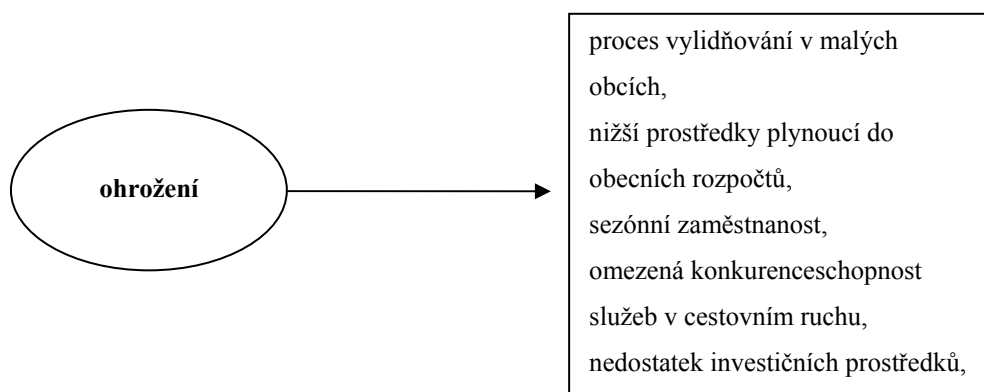 ohrožení
proces vylidňování v malých
obcích,
nižší prostředky plynoucí do
obecních rozpočtů,
sezónní zaměstnanost,
omezená konkurenceschopnost
služeb v cestovním ruchu,
nedostatek investičních prostředků,